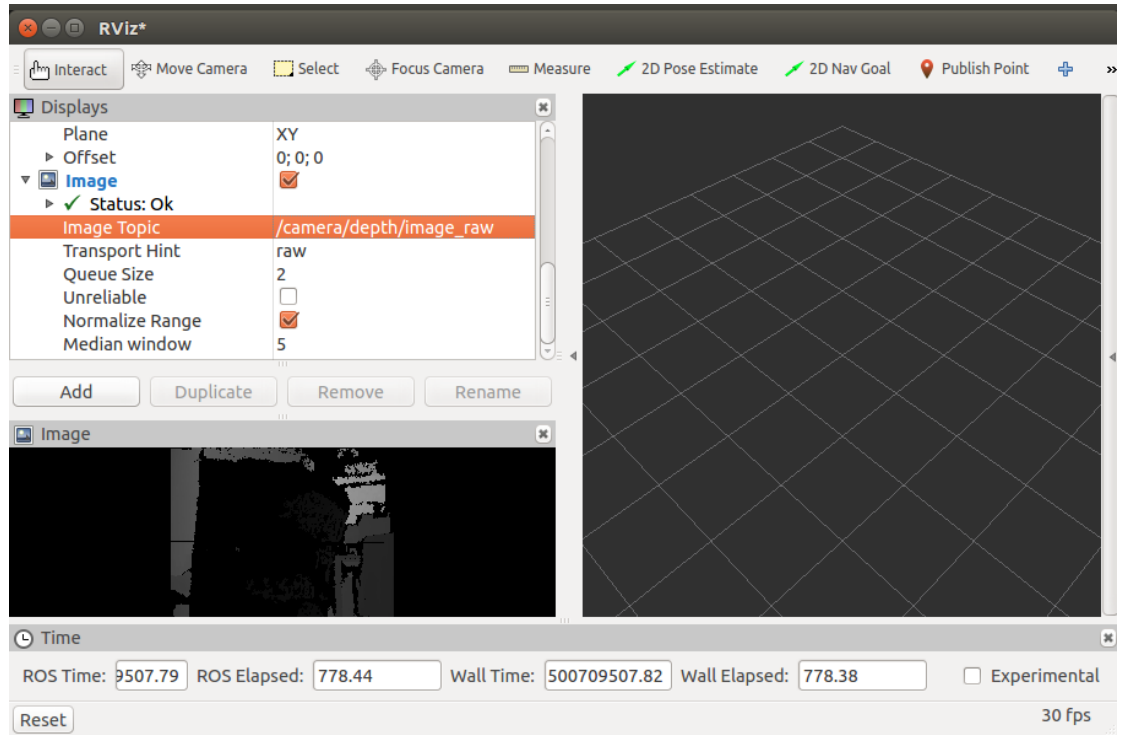 RViz*
Interact Move Camera Select Focus Camera Measure 2D Pose Estimate 2D Nav Goal Publish Point »
Displays
Plane XY
Offset 0; 0; 0
Image
Status: Ok
Image Topic /camera/depth/image_raw
Transport Hint raw
Queue Size 2
Unreliable
Normalize Range
Median window 5
Add Duplicate Remove Rename
Image
Time
ROS Time: 9507.79 ROS Elapsed: 778.44 Wall Time: 500709507.82 Wall Elapsed: 778.38 Experimental
Reset 30 fps